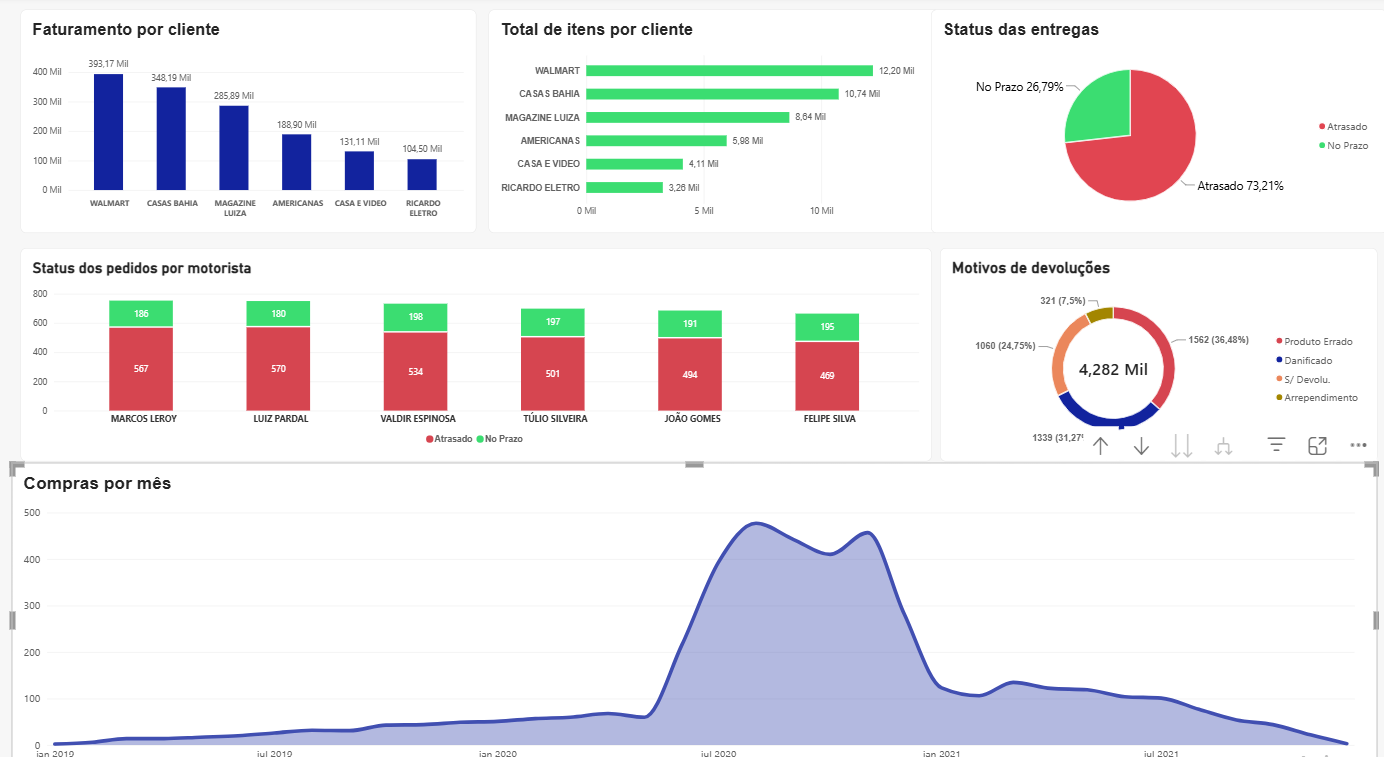 Faturamento por cliente
400 Mil
300 Mil
200 Mil
100 Mil
0 Mil
393,17 Mil
348,19 Mil
285,89 Mil
188,90 Mil
131,11 Mil
104,50 Mil
WALMART
CASAS BAHIA
MAGAZINE
LUIZA
AMERICANAS
CASA E VIDEO
RICARDO
ELETRO
Total de itens por cliente
WALMART
12,20 Mil
CASAS BAHIA
10,74 Mil
MAGAZINE LUIZA
8,64 Mil
AMERICANAS
5,98 Mil
CASA E VIDEO
4,11 Mil
RICARDO ELETRO
3,26 Mil
0 Mil
5 Mil
10 Mil
Status das entregas
No Prazo 26,79%
Atrasado 73,21%
Atrasado
No Prazo
Status dos pedidos por motorista
800
600
400
200
0
186
180
198
197
191
195
567
570
534
501
494
469
MARCOS LEROY
LUIZ PARDAL
VALDIR ESPINOSA
TÚLIO SILVEIRA
JOÃO GOMES
FELIPE SILVA
Atrasado
No Prazo
Motivos de devoluções
321 (7,5%)
1060 (24,75%)
1562 (36,48%)
4,282 Mil
1339 (31,27%
Produto Errado
Danificado
S/ Devolu.
Arrependimento
Compras por mês
500
400
300
200
100
0
jan 2019
jul 2019
jan 2020
jul 2020
jan 2021
jul 2021